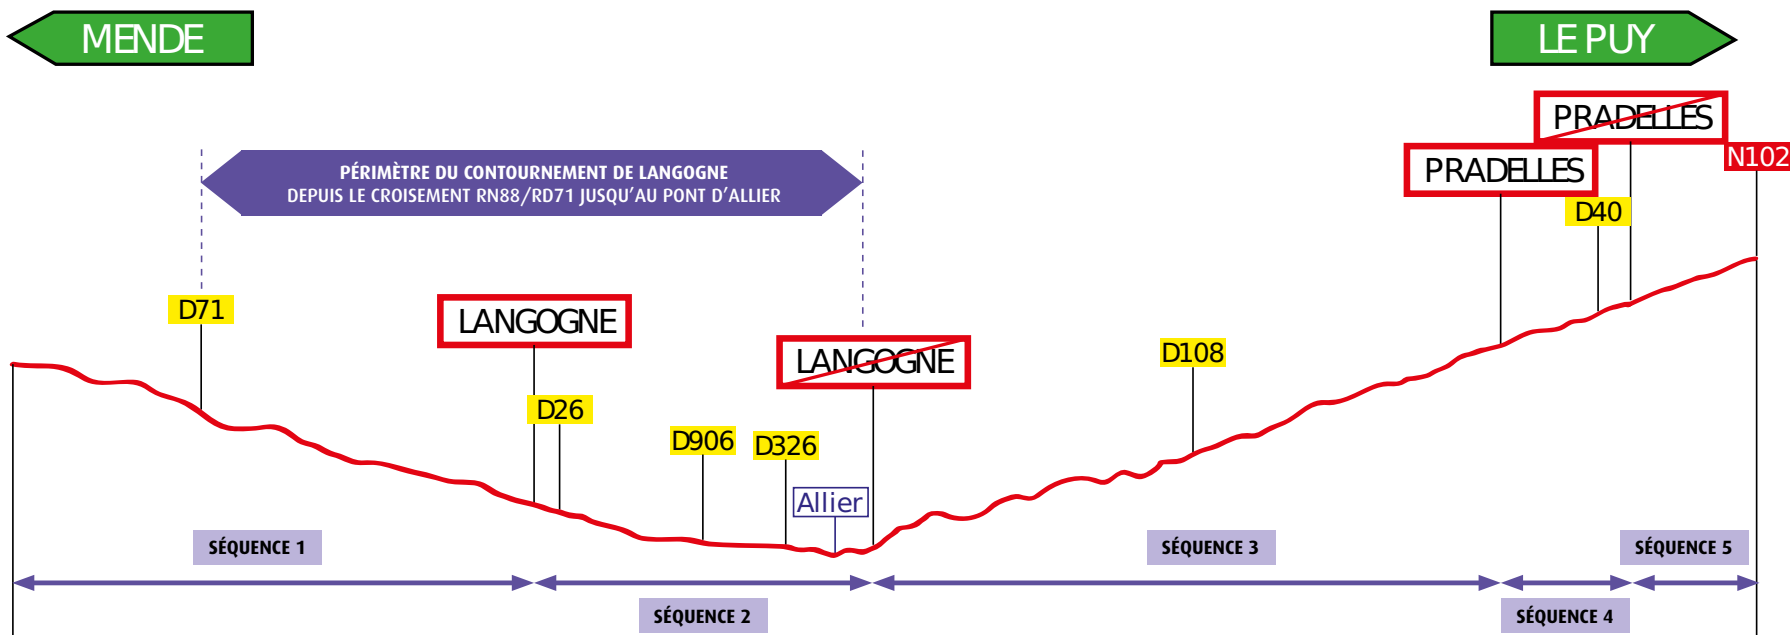 MENDE
LE PUY
PRADELLES
PRADELLES
N102
PÉRIMÈTRE DU CONTOURNEMENT DE LANGOGNE
DEPUIS LE CROISEMENT RN88/RD71 JUSQU'AU PONT D'ALLIER
D40
D71
LANGOGNE
LANGOGNE
D108
D26
D906
D326
Allier
SÉQUENCE 1
SÉQUENCE 3
SÉQUENCE 5
SÉQUENCE 2
SÉQUENCE 4